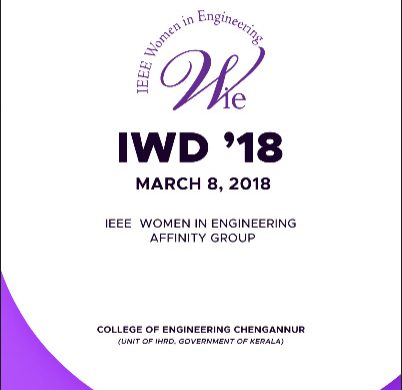 IEEE Women in Engineering
Wie
IWD ’18
MARCH 8, 2018
IEEE WOMEN IN ENGINEERING
AFFINITY GROUP
COLLEGE OF ENGINEERING CHENGANNUR
(UNIT OF IHRD, GOVERNMENT OF KERALA)